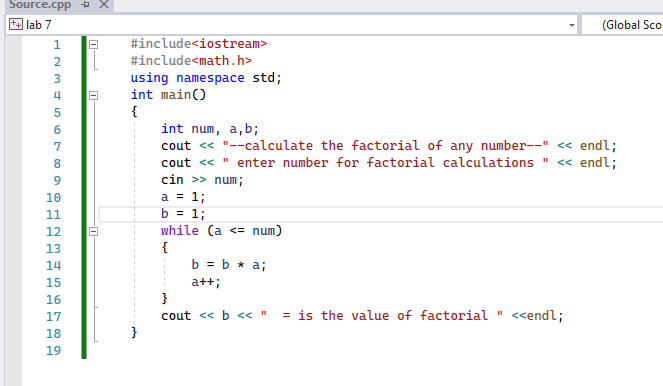 Source.cpp
lab 7
(Global Sco
1 #include<iostream>
2 #include<math.h>
3 using namespace std;
4 int main()
5 {
6 int num, a,b;
7 cout << "--calculate the factorial of any number--" << endl;
8 cout << " enter number for factorial calculations " << endl;
9 cin >> num;
10 a = 1;
11 b = 1;
12 while (a <= num)
13 {
14 b = b * a;
15 a++;
16 }
17 cout << b << "  = is the value of factorial " <<endl;
18 }
19